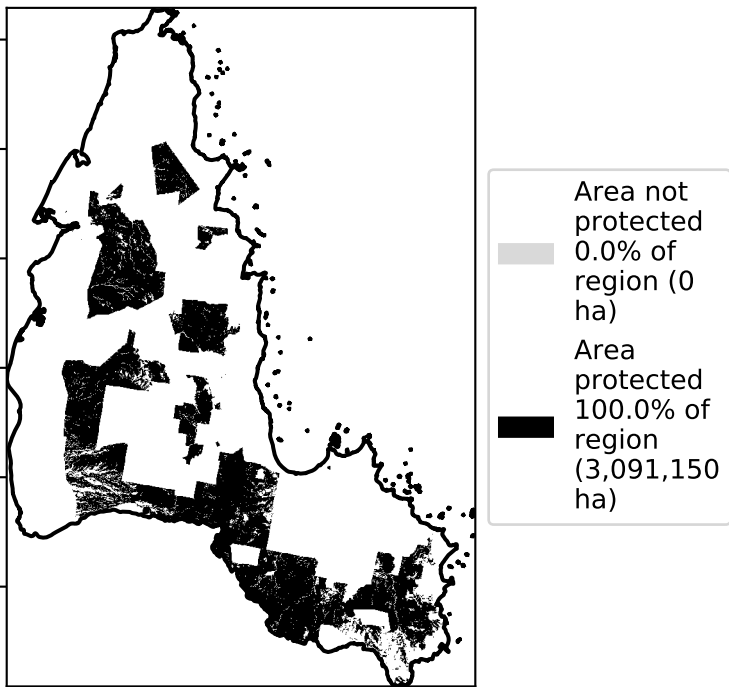 Area not
protected
0.0% of
region (0
ha)
Area
protected
100.0% of
region
(3,091,150
ha)